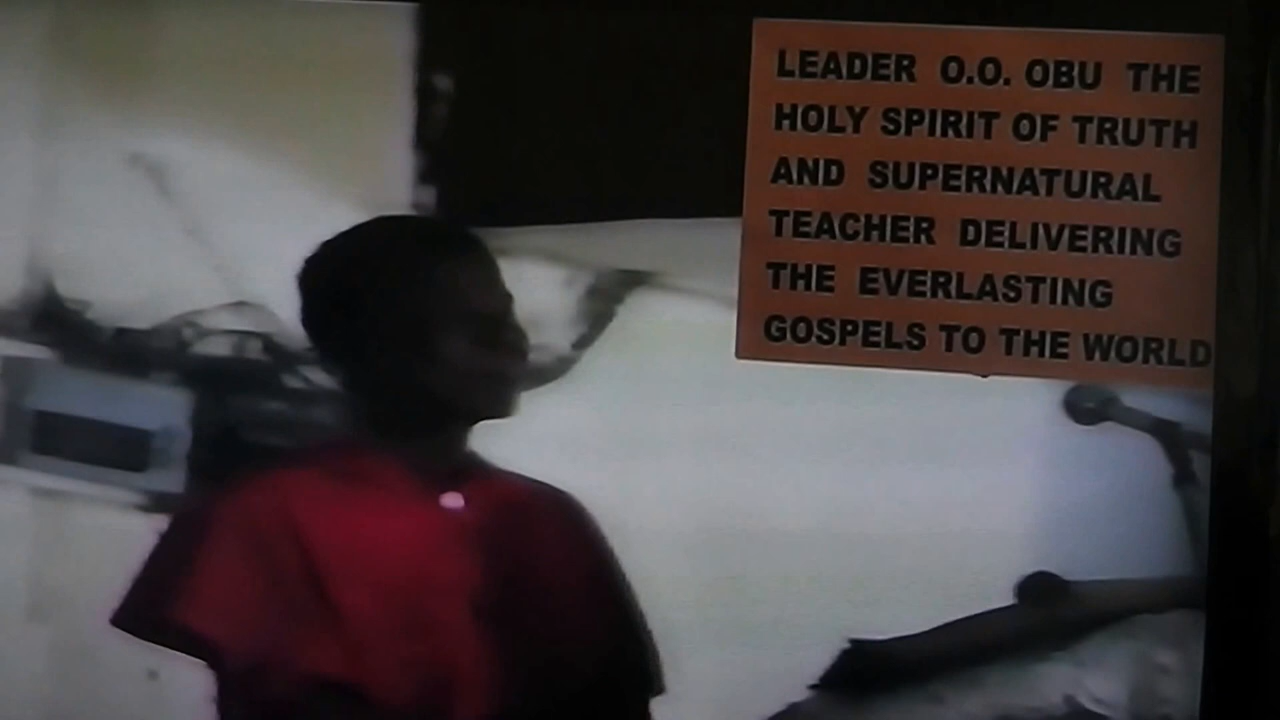 LEADER O.O. OBU THE
HOLY SPIRIT OF TRUTH
AND SUPERNATURAL
TEACHER DELIVERING
THE EVERLASTING
GOSPELS TO THE WORLD